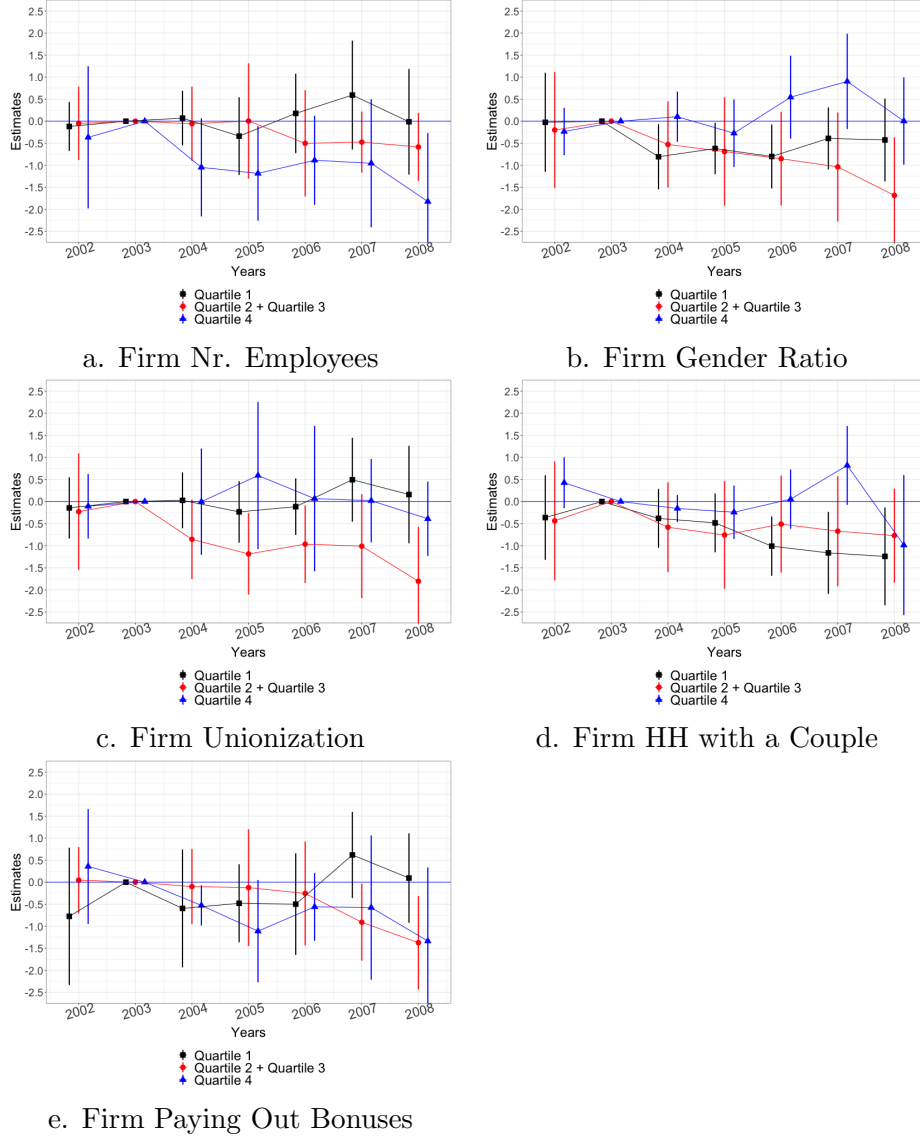 2.5
2.0
1.5
1.0
0.5
0.0
-0.5
-1.0
-1.5
-2.0
-2.5
Estimates
2002 2003 2004 2005 2006 2007 2008
Years
Quartile 1
Quartile 2 + Quartile 3
Quartile 4
a. Firm Nr. Employees
2.5
2.0
1.5
1.0
0.5
0.0
-0.5
-1.0
-1.5
-2.0
-2.5
Estimates
2002 2003 2004 2005 2006 2007 2008
Years
Quartile 1
Quartile 2 + Quartile 3
Quartile 4
b. Firm Gender Ratio
2.5
2.0
1.5
1.0
0.5
0.0
-0.5
-1.0
-1.5
-2.0
-2.5
Estimates
2002 2003 2004 2005 2006 2007 2008
Years
Quartile 1
Quartile 2 + Quartile 3
Quartile 4
c. Firm Unionization
2.5
2.0
1.5
1.0
0.5
0.0
-0.5
-1.0
-1.5
-2.0
-2.5
Estimates
2002 2003 2004 2005 2006 2007 2008
Years
Quartile 1
Quartile 2 + Quartile 3
Quartile 4
d. Firm HH with a Couple
2.5
2.0
1.5
1.0
0.5
0.0
-0.5
-1.0
-1.5
-2.0
-2.5
Estimates
2002 2003 2004 2005 2006 2007 2008
Years
Quartile 1
Quartile 2 + Quartile 3
Quartile 4
e. Firm Paying Out Bonuses